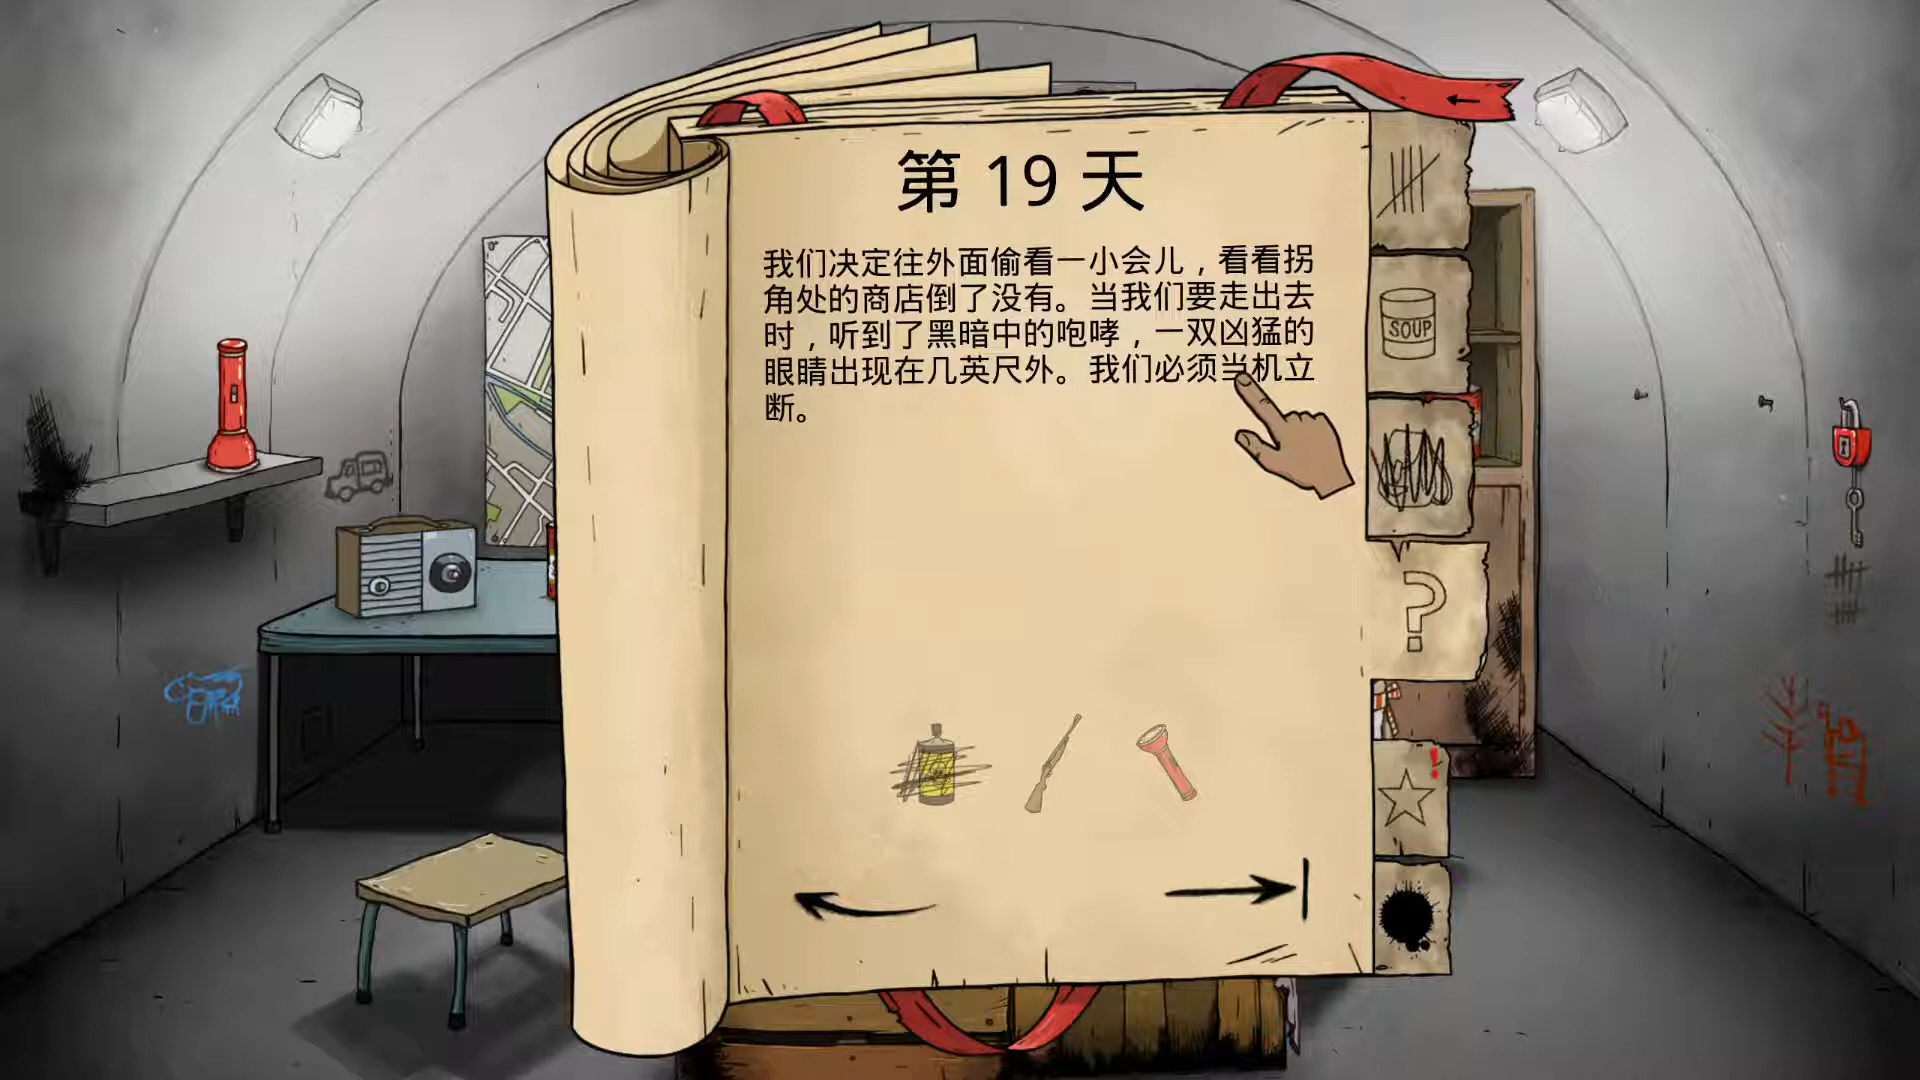 第 19 天
我们决定往外面偷看一小会儿，看看拐
角处的商店倒了没有。当我们要走出去
时，听到了黑暗中的咆哮，一双凶猛的
眼睛出现在几英尺外。我们必须当机立
断。
SOUP
?
!